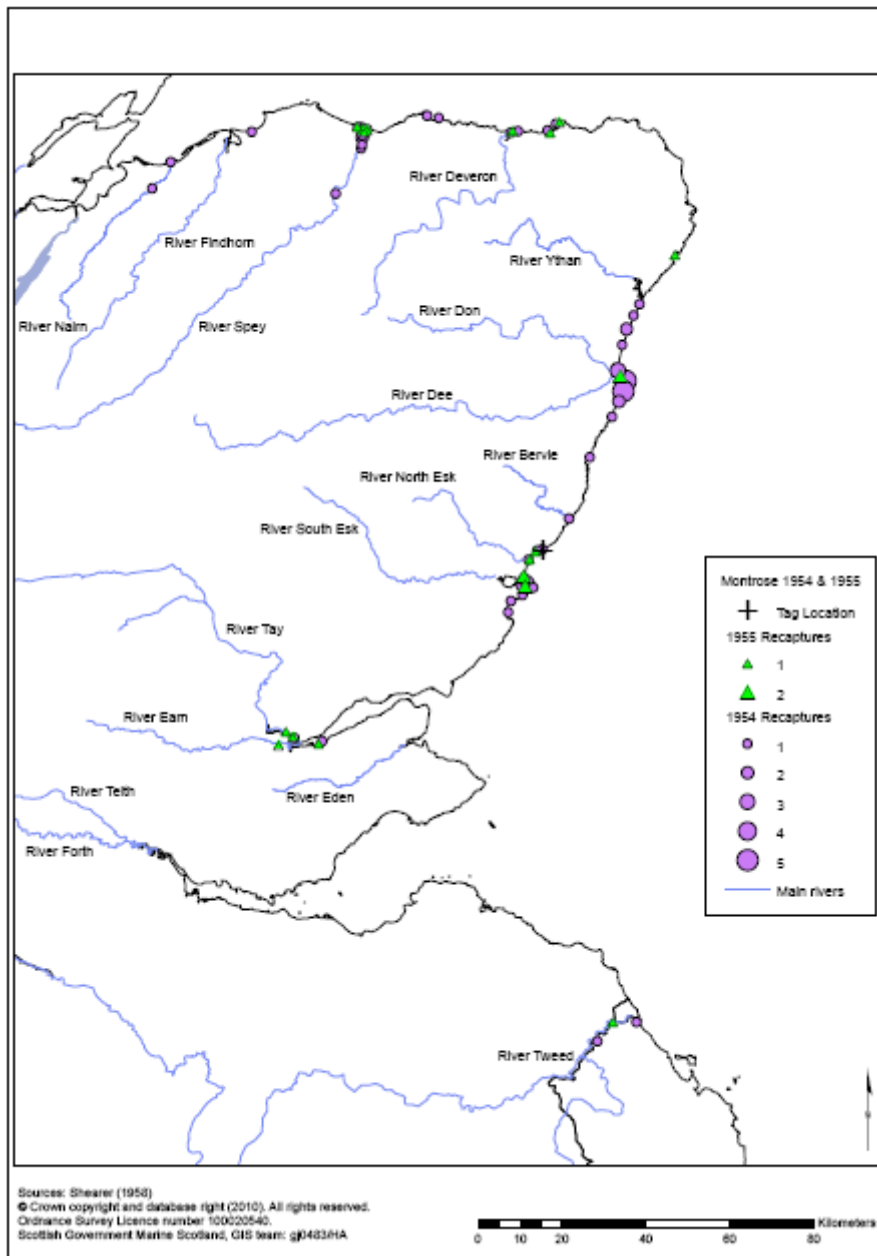 River Deveron
River Findhorn
River Ythan
River Nairn
River Spey
River Don
River Dee
River Bervie
River North Esk
River South Esk
River Tay
River Earn
River Teith
River Eden
River Forth
River Tweed
Montrose 1954 & 1955
Tag Location
1955 Recaptures
1
2
1954 Recaptures
1
2
3
4
5
Main rivers
Sources: Shearer (1958)
© Crown copyright and database right (2010). All rights reserved.
Ordnance Survey Licence number 100020540.
Scottish Government Marine Scotland, GIS team: gj0483/HA
Kilometers
0 5 10 20 40 60 80